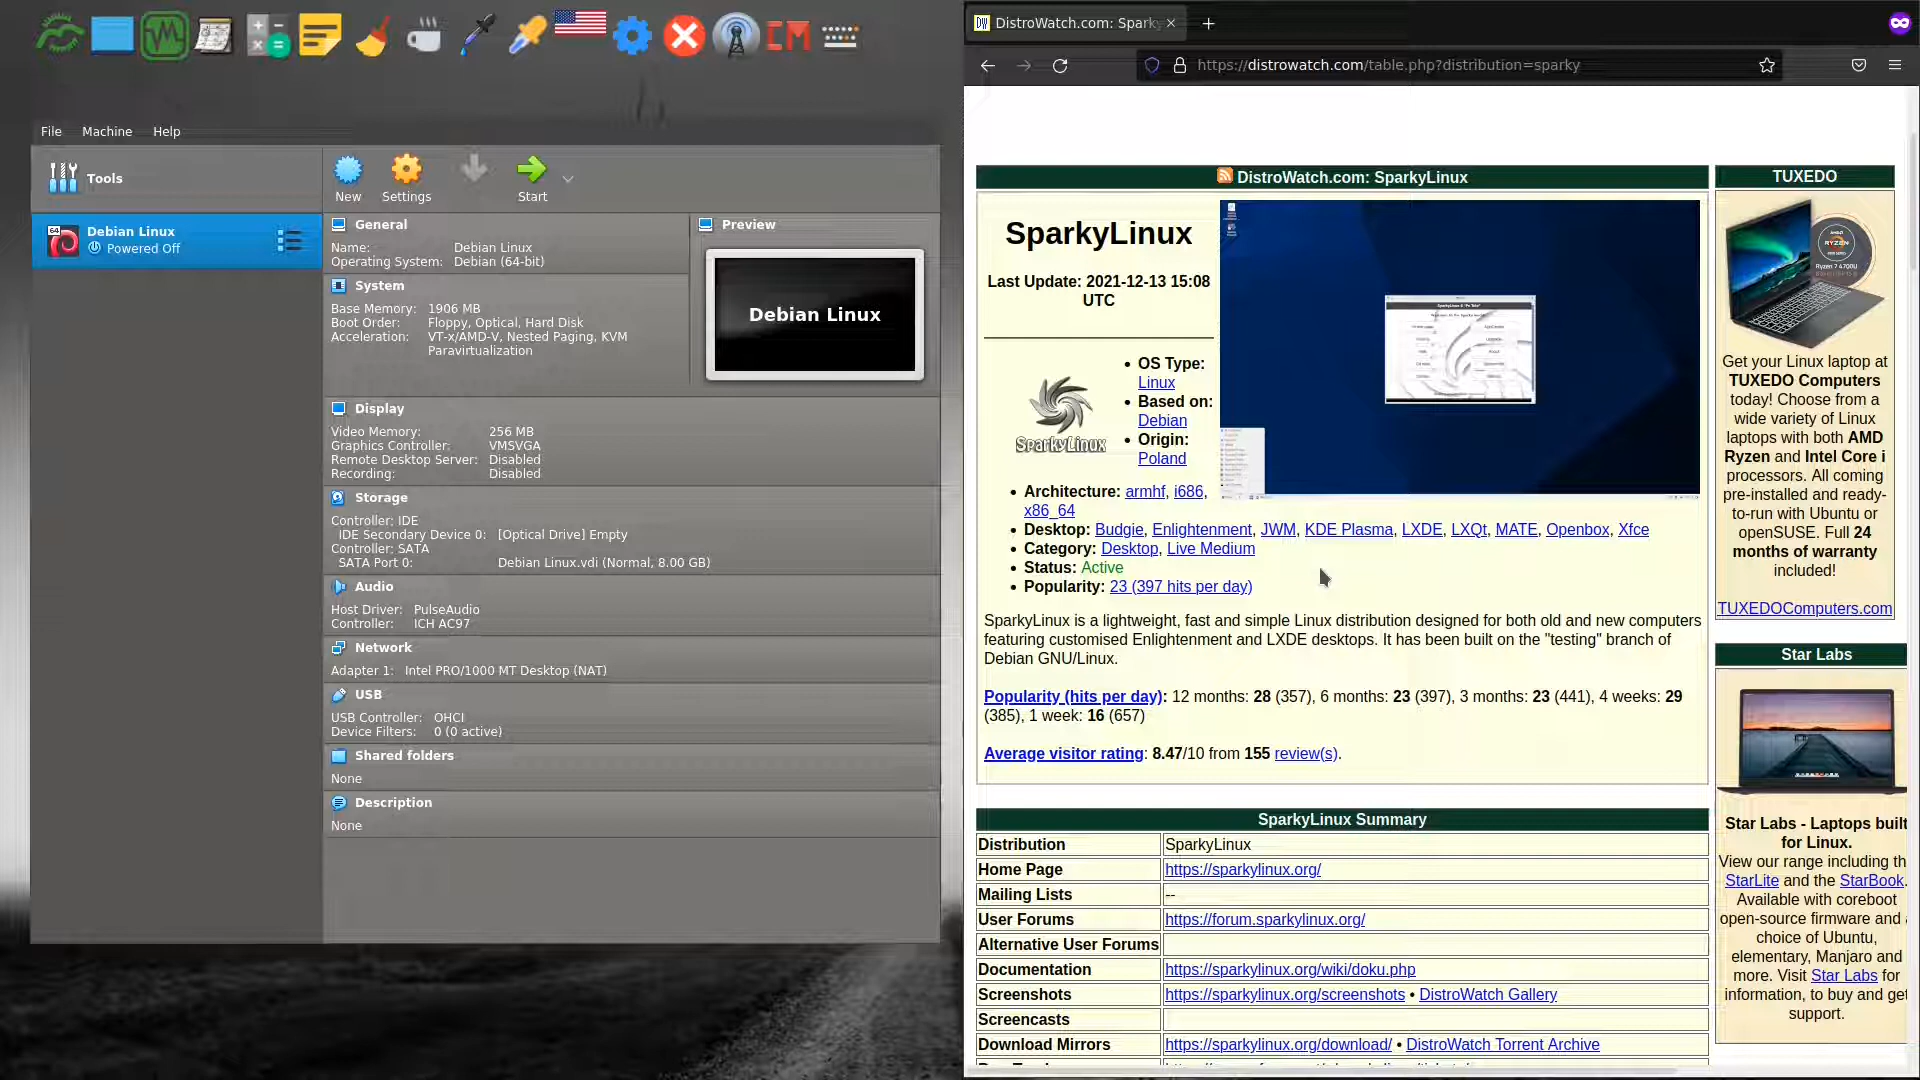 DistroWatch.com: Spark
https://distrowatch.com/table.php?distribution=sparky
File Machine Help
Tools
New Settings Start
64 Debian Linux
Powered Off
General
Name: Debian Linux
Operating System: Debian (64-bit)
Preview
Debian Linux
System
Base Memory: 1906 MB
Boot Order: Floppy, Optical, Hard Disk
Acceleration: VT-x/AMD-V, Nested Paging, KVM
Paravirtualization
Display
Video Memory: 256 MB
Graphics Controller: VMSVGA
Remote Desktop Server: Disabled
Recording: Disabled
Storage
Controller: IDE
IDE Secondary Device 0: [Optical Drive] Empty
Controller: SATA
SATA Port 0: Debian Linux.vdi (Normal, 8.00 GB)
Audio
Host Driver: PulseAudio
Controller: ICH AC97
Network
Adapter 1: Intel PRO/1000 MT Desktop (NAT)
USB
USB Controller: OHCI
Device Filters: 0 (0 active)
Shared folders
None
Description
None
DistroWatch.com: SparkyLinux
SparkyLinux
Last Update: 2021-12-13 15:08
UTC
SparkyLinux
• OS Type:
Linux
• Based on:
Debian
• Origin:
Poland
• Architecture: armhf, i686,
x86_64
• Desktop: Budgie, Enlightenment, JWM, KDE Plasma, LXDE, LXQt, MATE, Openbox, Xfce
• Category: Desktop, Live Medium
• Status: Active
• Popularity: 23 (397 hits per day)
SparkyLinux is a lightweight, fast and simple Linux distribution designed for both old and new computers
featuring customised Enlightenment and LXDE desktops. It has been built on the "testing" branch of
Debian GNU/Linux.
Popularity (hits per day): 12 months: 28 (357), 6 months: 23 (397), 3 months: 23 (441), 4 weeks: 29
(385), 1 week: 16 (657)
Average visitor rating: 8.47/10 from 155 review(s).
SparkyLinux Summary
Distribution SparkyLinux
Home Page https://sparkylinux.org/
Mailing Lists --
User Forums https://forum.sparkylinux.org/
Alternative User Forums
Documentation https://sparkylinux.org/wiki/doku.php
Screenshots https://sparkylinux.org/screenshots • DistroWatch Gallery
Screencasts
Download Mirrors https://sparkylinux.org/download/ • DistroWatch Torrent Archive
TUXEDO
AMD
RYZEN
Ryzen 7 4700U
Get your Linux laptop at
TUXEDO Computers
today! Choose from a
wide variety of Linux
laptops with both AMD
Ryzen and Intel Core i
processors. All coming
pre-installed and ready-
to-run with Ubuntu or
openSUSE. Full 24
months of warranty
included!
TUXEDOComputers.com
Star Labs
Star Labs - Laptops built
for Linux.
View our range including th
StarLite and the StarBook.
Available with coreboot
open-source firmware and
choice of Ubuntu,
elementary, Manjaro and
more. Visit Star Labs for
information, to buy and get
support.